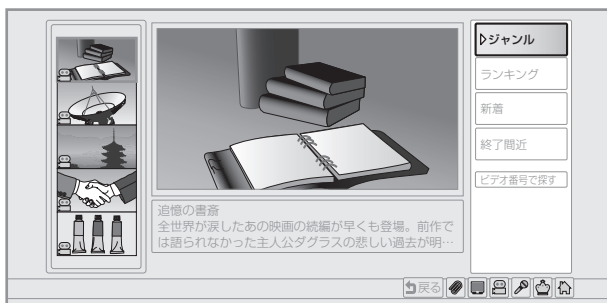 追憶の書斎
全世界が涙したあの映画の続編が早くも登場。前作で
は語られなかった主人公ダグラスの悲しい過去が明…
ジャンル
ランキング
新着
終了間近
ビデオ番号で探す
戻る